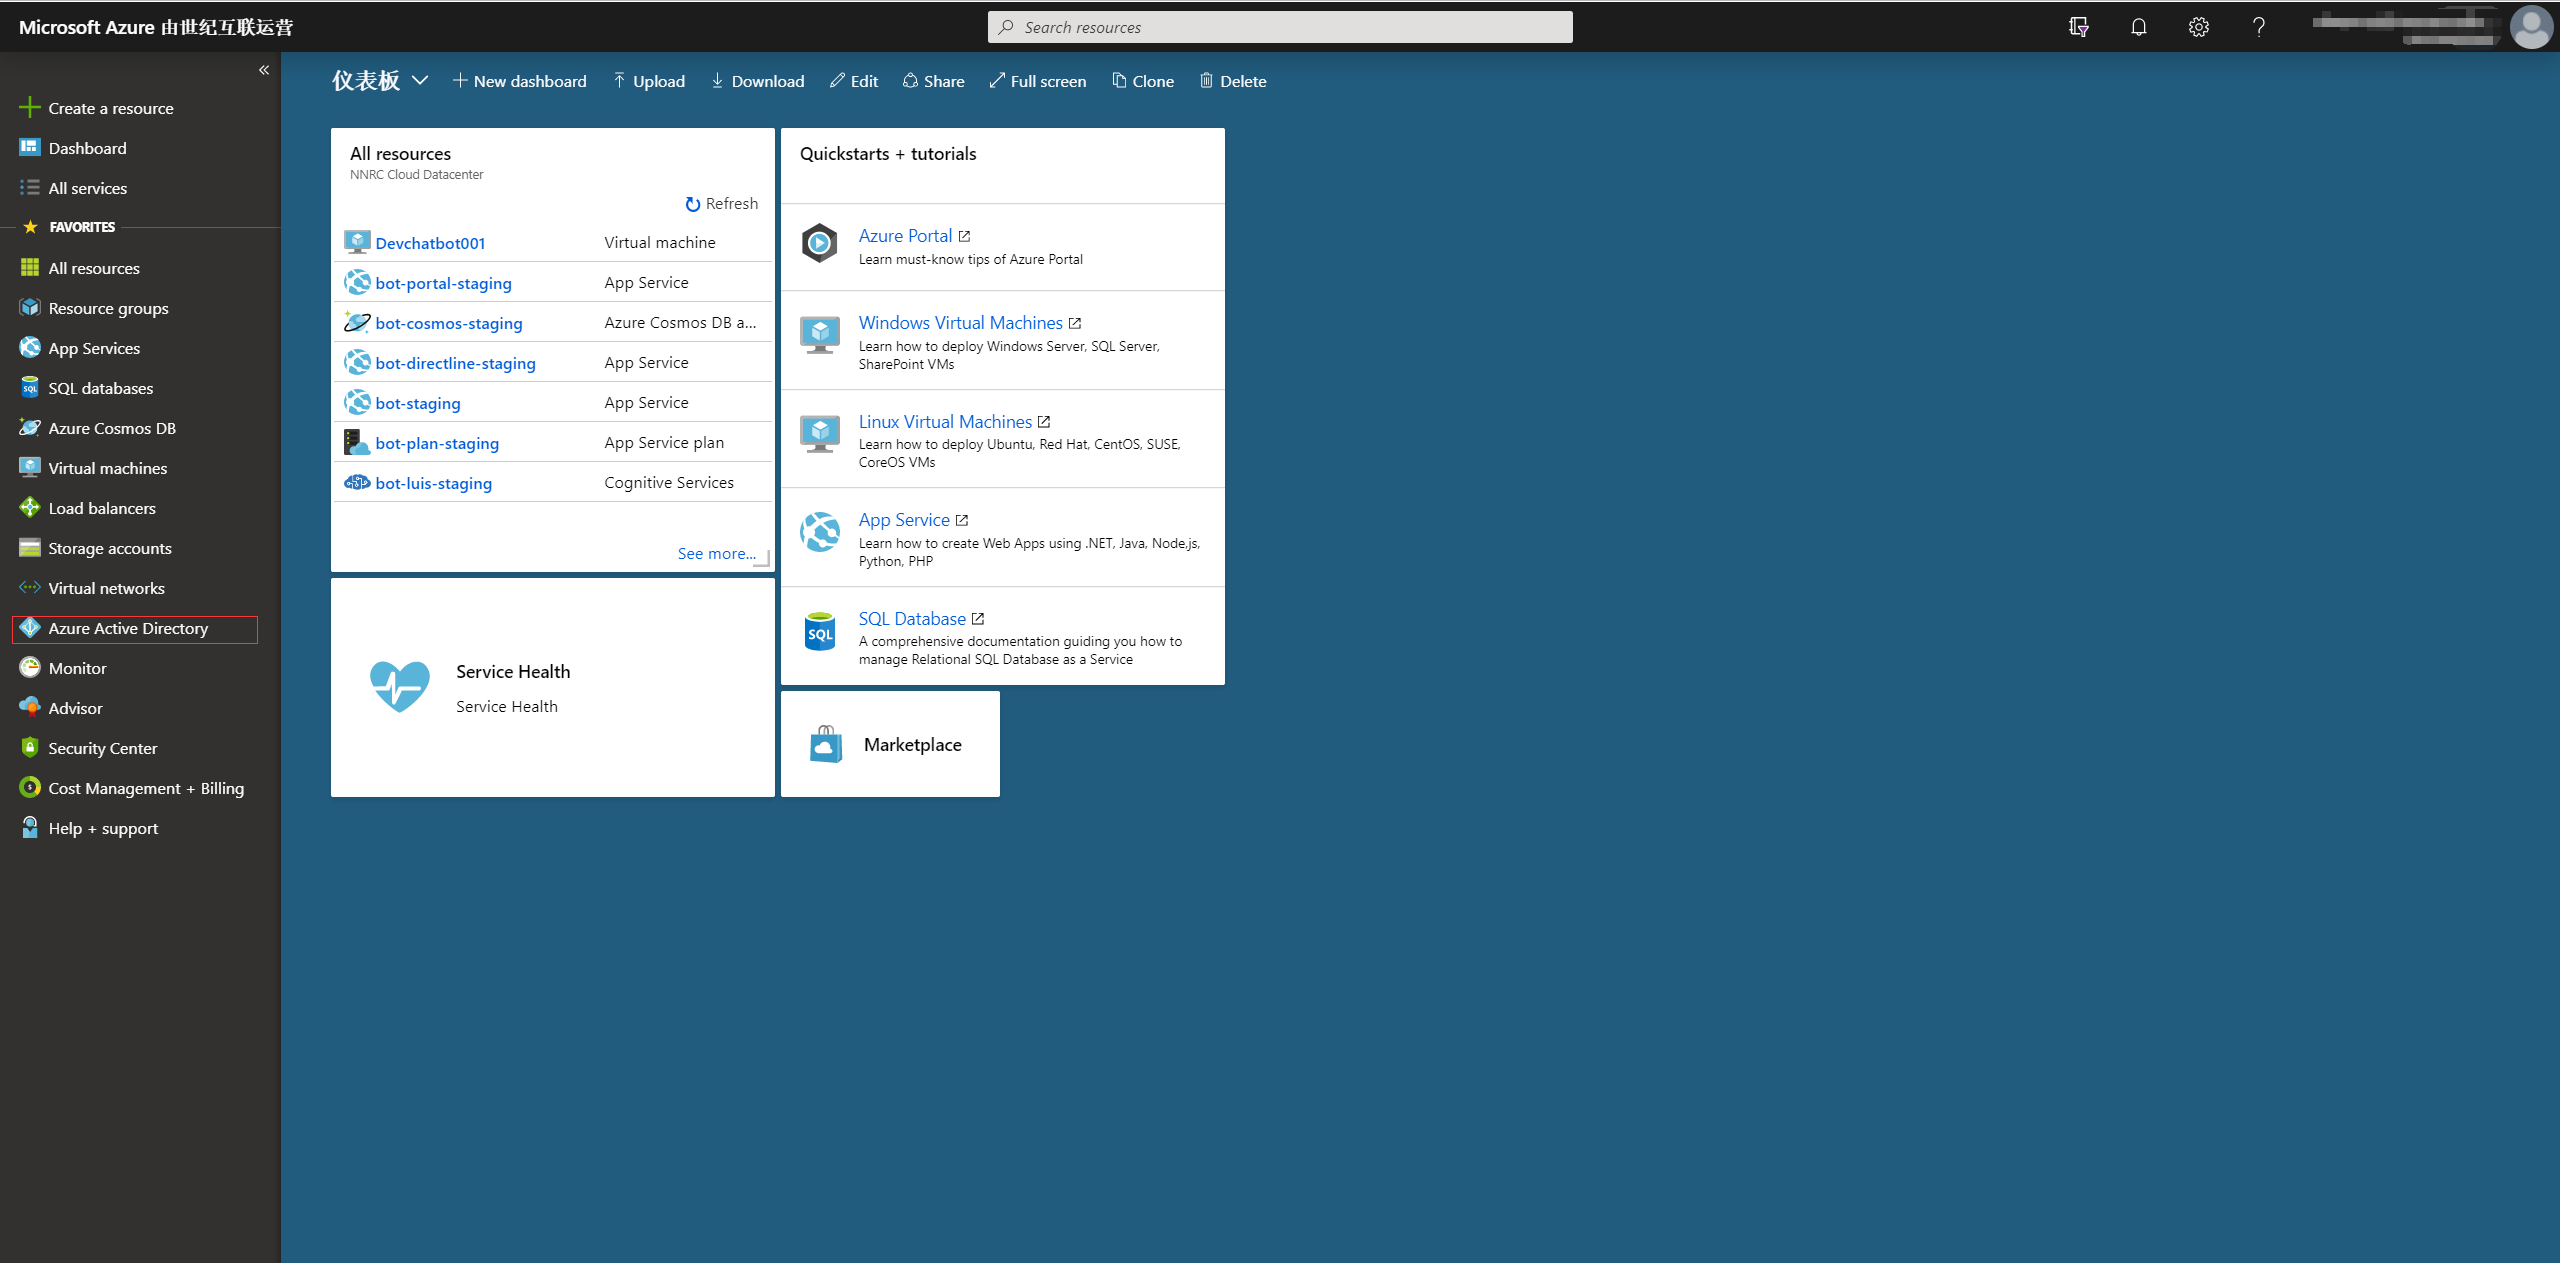 Microsoft Azure 由世纪互联运营
Search resources
仪表板
New dashboard
Upload
Download
Edit
Share
Full screen
Clone
Delete
Create a resource
Dashboard
All services
FAVORITES
All resources
Resource groups
App Services
SQL databases
Azure Cosmos DB
Virtual machines
Load balancers
Storage accounts
Virtual networks
Azure Active Directory
Monitor
Advisor
Security Center
Cost Management + Billing
Help + support
All resources
NNRC Cloud Datacenter
Refresh
Devchatbot001 Virtual machine
bot-portal-staging App Service
bot-cosmos-staging Azure Cosmos DB a...
bot-directline-staging App Service
bot-staging App Service
bot-plan-staging App Service plan
bot-luis-staging Cognitive Services
See more...
Service Health
Service Health
Quickstarts + tutorials
Azure Portal
Learn must-know tips of Azure Portal
Windows Virtual Machines
Learn how to deploy Windows Server, SQL Server,
SharePoint VMs
Linux Virtual Machines
Learn how to deploy Ubuntu, Red Hat, CentOS, SUSE,
CoreOS VMs
App Service
Learn how to create Web Apps using .NET, Java, Node.js,
Python, PHP
SQL
SQL Database
A comprehensive documentation guiding you how to
manage Relational SQL Database as a Service
Marketplace